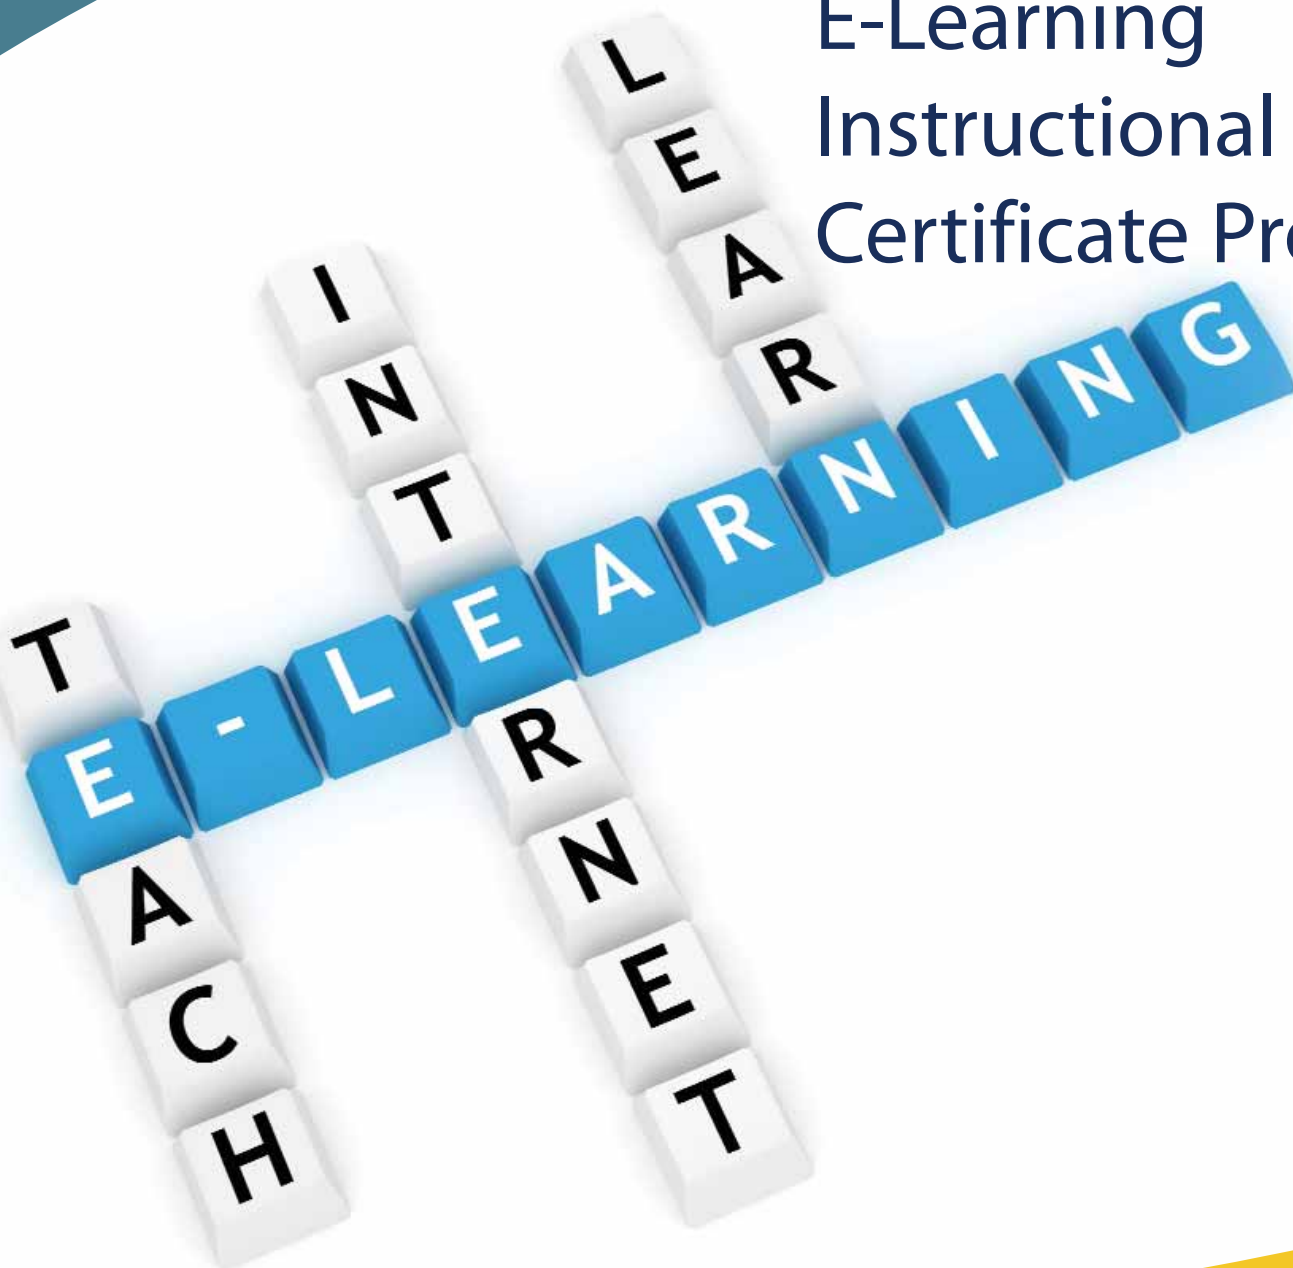 E-Learning
Instructional
Certificate
LEARN
INTERNET
E-LEARNING
TEACH